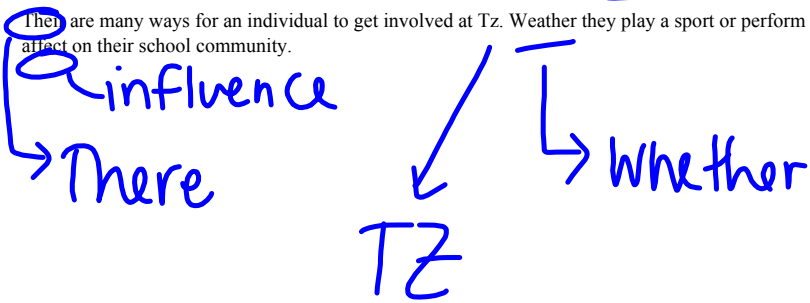 Their are many ways for an individual to get involved at Tz. Weather they play a sport or perform
affect on their school community.
influence
There
Whether
TZ